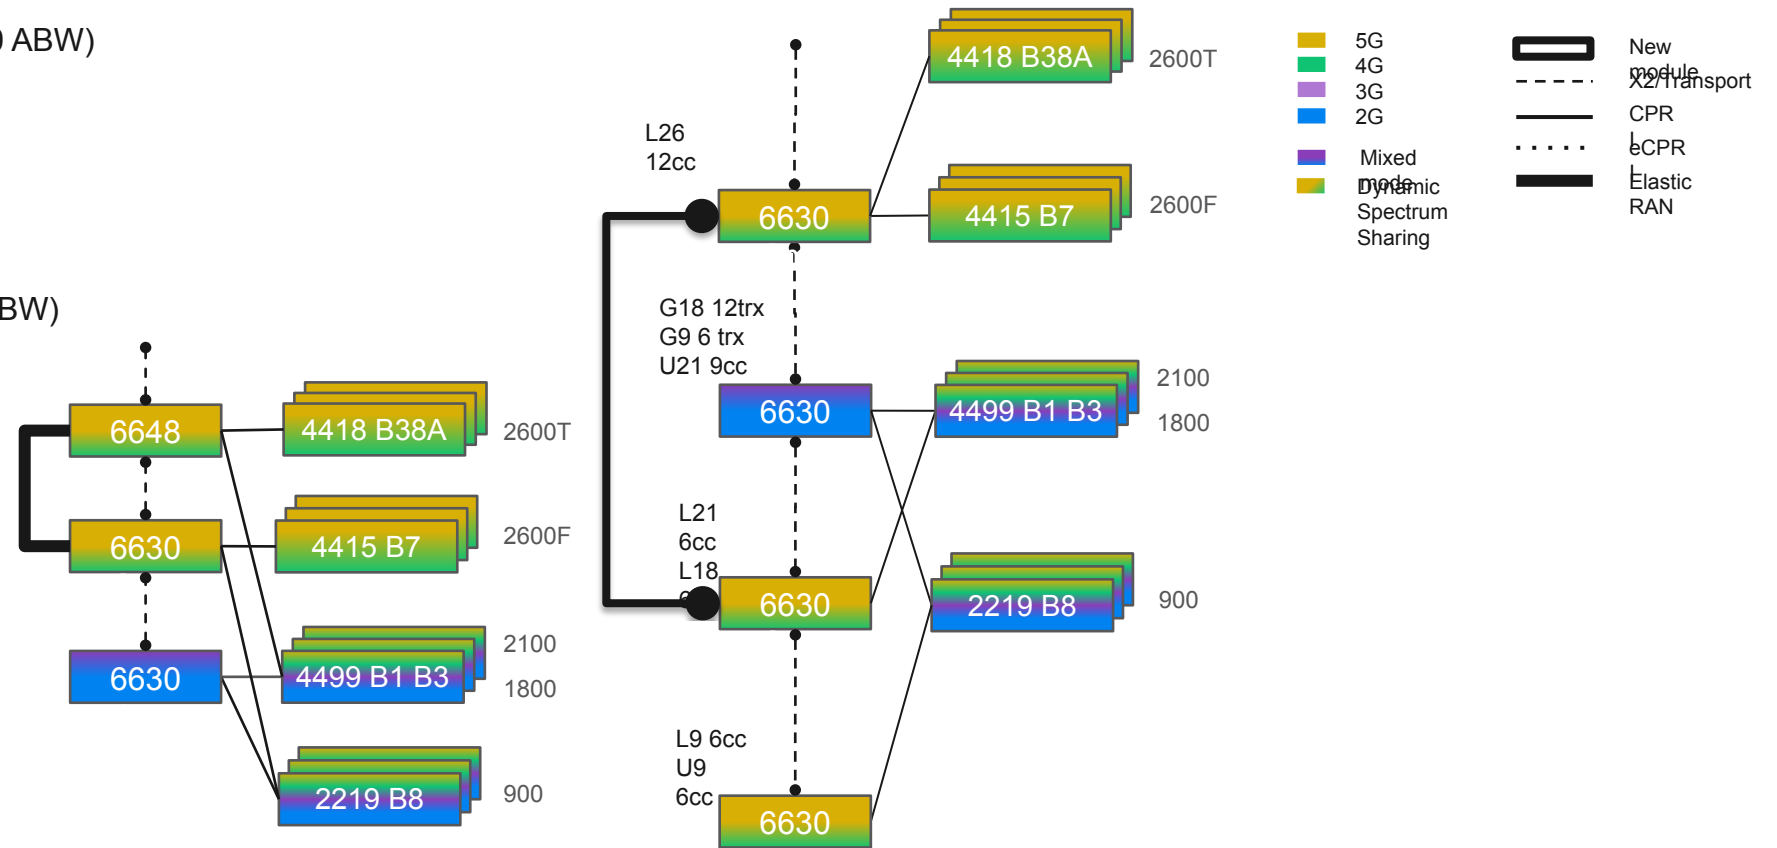 ) ABW)
BW)
6648
4418 B38A
2600T
6630
4415 B7
2600F
6630
4499 B1 B3
2100
1800
2219 B8
900
L26
12cc
6630
4418 B38A
2600T
4415 B7
2600F
G18 12trx
G9 6 trx
U21 9cc
6630
4499 B1 B3
2100
1800
L21
6cc
L18
6630
2219 B8
900
L9 6cc
U9
6cc
6630
5G
4G
3G
2G
Mixed
mode
Dynamic
Spectrum
Sharing
New
module
X2/Transport
CPR
I
eCPR
I
Elastic
RAN